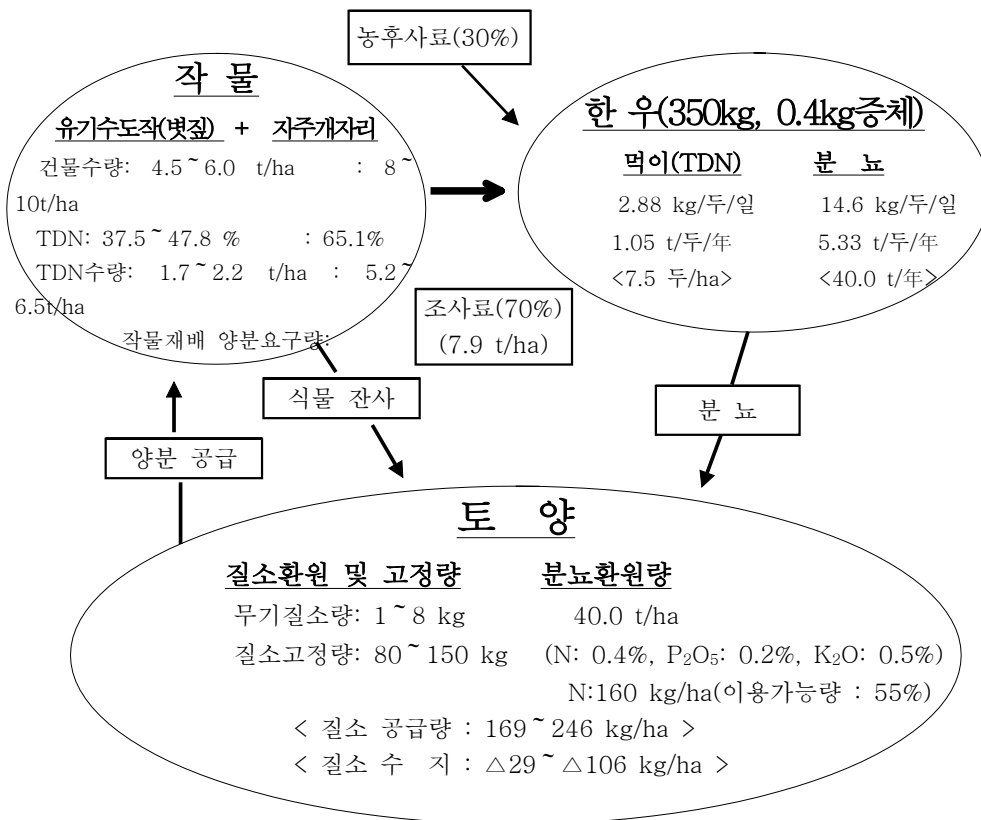 농후사료(30%)
작 물
유기수도작(볏짚) + 자주개자리
건물수량: 4.5~6.0 t/ha : 8~
10t/ha
TDN: 37.5~47.8 % : 65.1%
TDN수량: 1.7~2.2 t/ha : 5.2~
6.5t/ha
작물재배 양분요구량:
한 우(350kg, 0.4kg증체)
먹이(TDN) 분 뇨
2.88 kg/두/일 14.6 kg/두/일
1.05 t/두/年 5.33 t/두/年
<7.5 두/ha> <40.0 t/年>
조사료(70%)
(7.9 t/ha)
식물 잔사
분 뇨
양분 공급
토 양
질소환원 및 고정량 분뇨환원량
무기질소량: 1~8 kg 40.0 t/ha
질소고정량: 80~150 kg (N: 0.4%, P₂O₅: 0.2%, K₂O: 0.5%)
N:160 kg/ha(이용가능량 : 55%)
< 질소 공급량 : 169~246 kg/ha >
< 질소 수 지 : △29~△106 kg/ha >